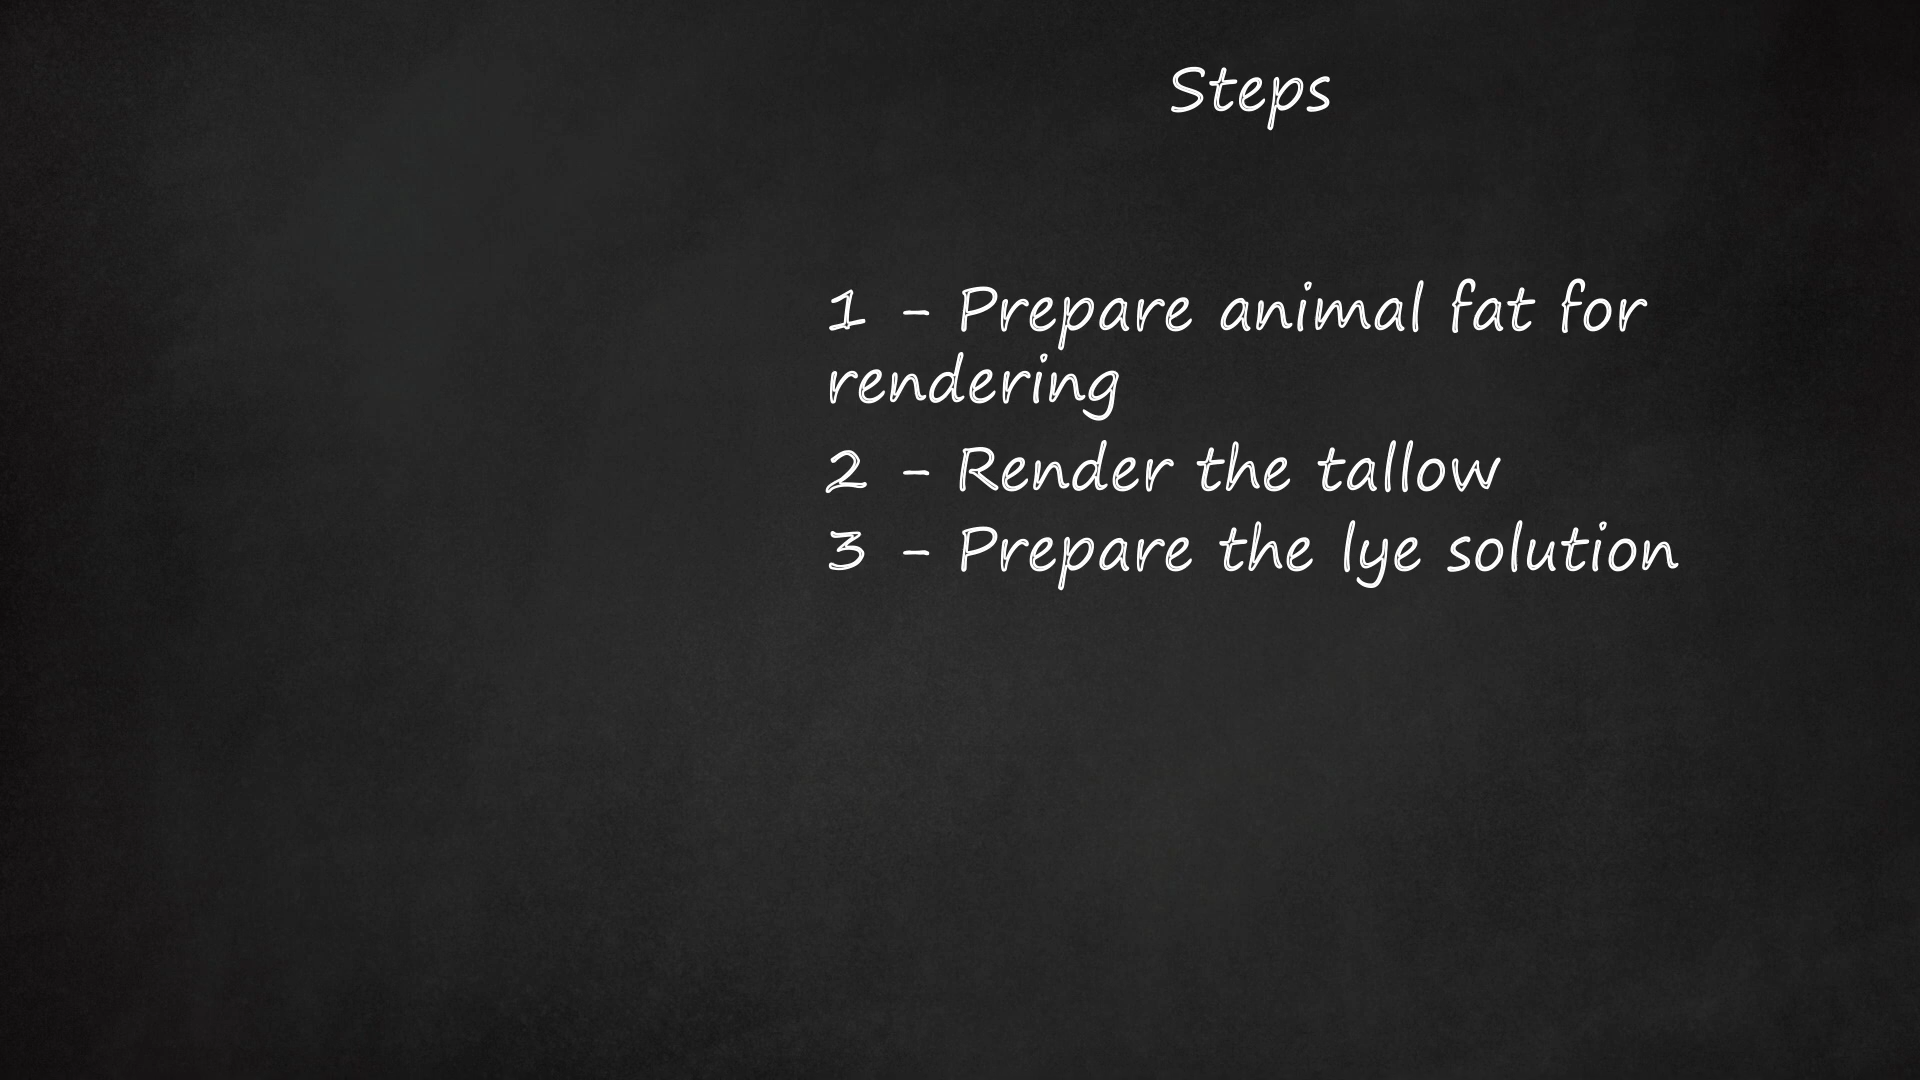 Steps
1 - Prepare animal fat for
rendering
2 - Render the tallow
3 - Prepare the lye solution